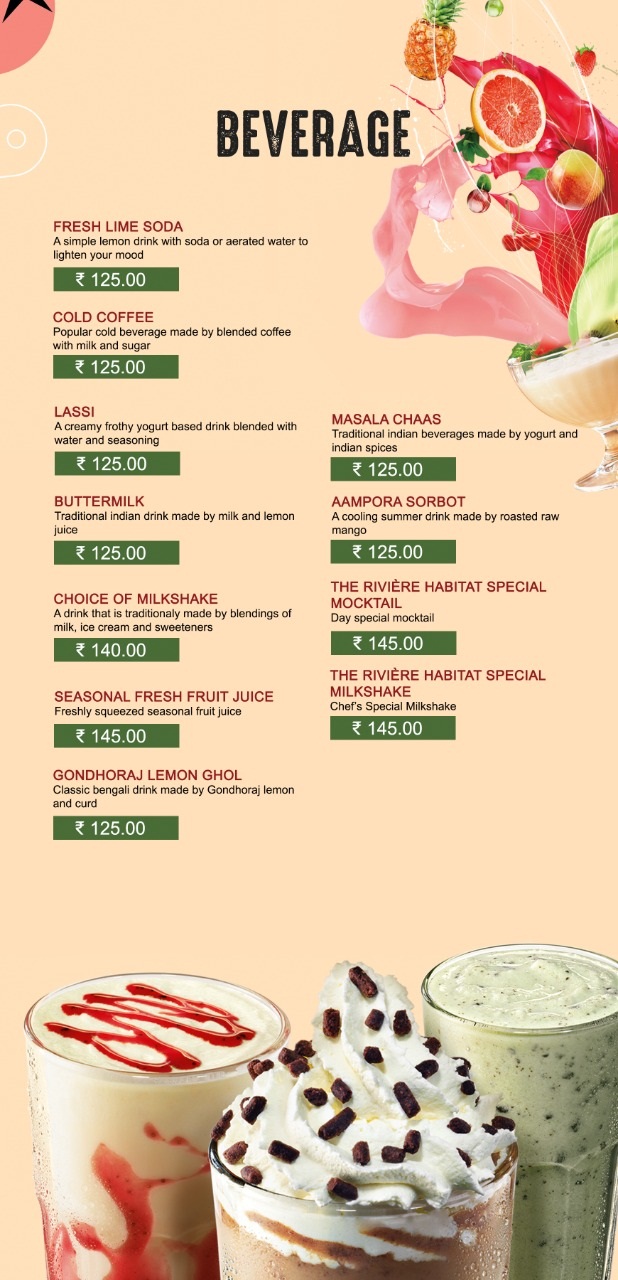 BEVERAGE
FRESH LIME SODA
A simple lemon drink with soda or aerated water to
lighten your mood
₹ 125.00
COLD COFFEE
Popular cold beverage made by blended coffee
with milk and sugar
₹ 125.00
LASSI
A creamy frothy yogurt based drink blended with
water and seasoning
₹ 125.00
BUTTERMILK
Traditional indian drink made by milk and lemon
juice
₹ 125.00
CHOICE OF MILKSHAKE
A drink that is traditionaly made by blendings of
milk, ice cream and sweeteners
₹ 140.00
SEASONAL FRESH FRUIT JUICE
Freshly squeezed seasonal fruit juice
₹ 145.00
GONDHORAJ LEMON GHOL
Classic bengali drink made by Gondhoraj lemon
and curd
₹ 125.00
MASALA CHAAS
Traditional indian beverages made by yogurt and
indian spices
₹ 125.00
AAMPORA SORBOT
A cooling summer drink made by roasted raw
mango
₹ 125.00
THE RIVIÈRE HABITAT SPECIAL
MOCKTAIL
Day special mocktail
₹ 145.00
THE RIVIÈRE HABITAT SPECIAL
MILKSHAKE
Chef's Special Milkshake
₹ 145.00